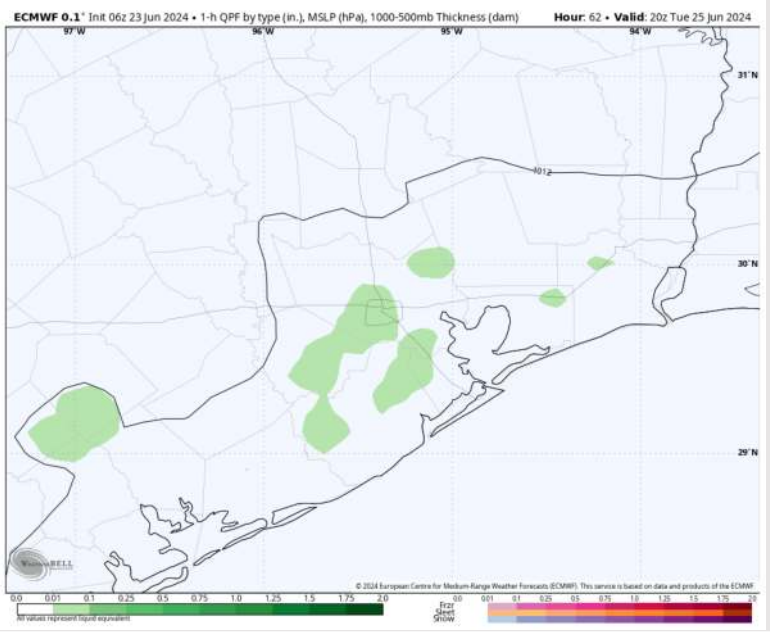 ECMWF 0.1° Init 06z 23 Jun 2024 • 1-h QPF by type (in.), MSLP (hPa), 1000-500mb Thickness (dam) Hour: 62 • Valid: 20z Tue 25 Jun 2024
97°W 96°W 95°W 94°W
31°N
1012
30°N
29°N
WeatherBELL
© 2024 European Centre for Medium-Range Weather Forecasts (ECMWF). This service is based on data and products of the ECMWF
0.0 0.01 0.1 0.25 0.5 0.75 1.0 1.25 1.5 1.75 2.0 0.0 0.01 0.1 0.25 0.5 0.75 1.0 1.25 1.5 1.75 2.0
All values represent liquid equivalent
Frzr
Sleet
Snow